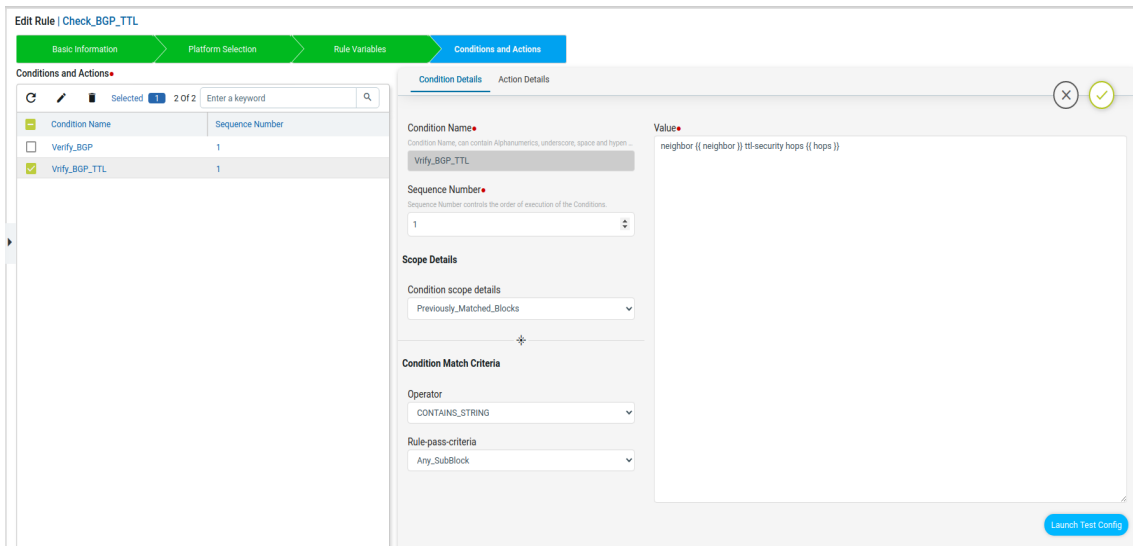 Edit Rule | Check_BGP_TTL
Basic Information
Platform Selection
Rule Variables
Conditions and Actions
Conditions and Actions
Selected 1 2 Of 2 Enter a keyword
Condition Name Sequence Number
Verify_BGP 1
Vrify_BGP_TTL 1
Condition Details Action Details
Condition Name
Condition Name, can contain Alphanumerics, underscore, space and hypen ...
Vrify_BGP_TTL
Sequence Number
Sequence Number controls the order of execution of the Conditions.
1
Scope Details
Condition scope details
Previously_Matched_Blocks
Condition Match Criteria
Operator
CONTAINS_STRING
Rule-pass-criteria
Any_SubBlock
Value
neighbor {{ neighbor }} ttl-security hops {{ hops }}
Launch Test Config